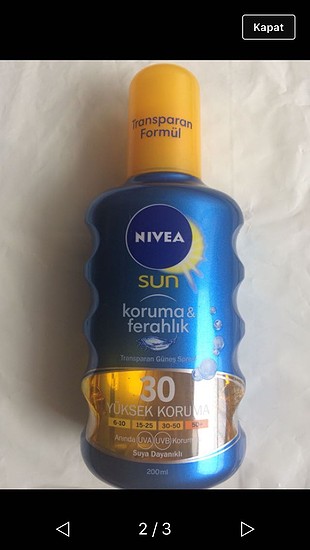 Kapat
Transparan
Formül
NIVEA
sun
koruma &
ferahlık
Transparan Güneş Spreyi
30
YÜKSEK KORUMA
6-10 15-25 30-50 50+
Anında UVA UVB Koruma
Suya Dayanıklı
200ml
2 / 3